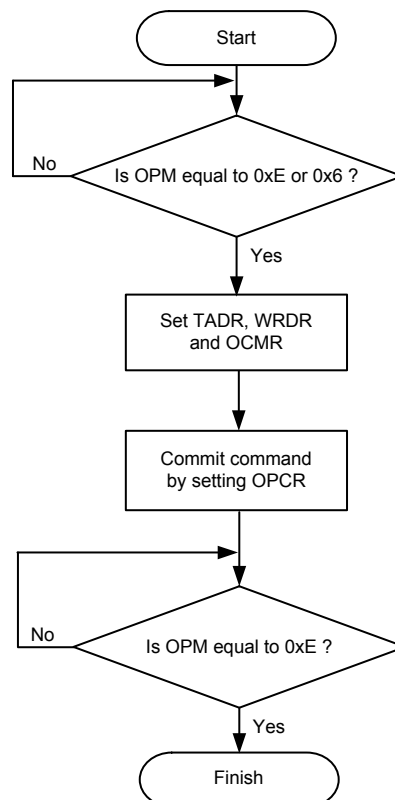 Start
No
Is OPM equal to 0xE or 0x6 ?
Yes
Set TADR, WRDR
and OCMR
Commit command
by setting OPCR
No
Is OPM equal to 0xE ?
Yes
Finish